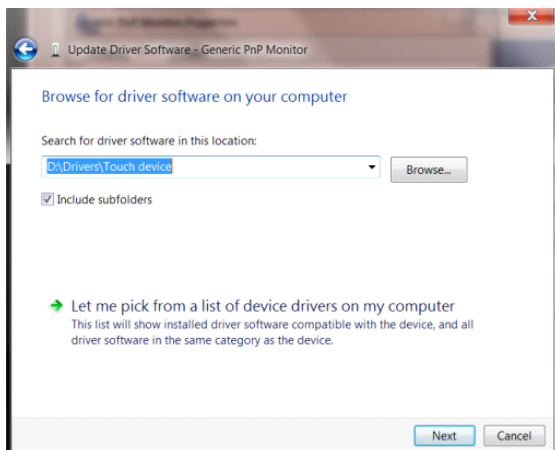 Update Driver Software - Generic PnP Monitor
Browse for driver software on your computer
Search for driver software in this location:
D:\Drivers\Touch device
Browse...
Include subfolders
Let me pick from a list of device drivers on my computer
This list will show installed driver software compatible with the device, and all
driver software in the same category as the device.
Next
Cancel